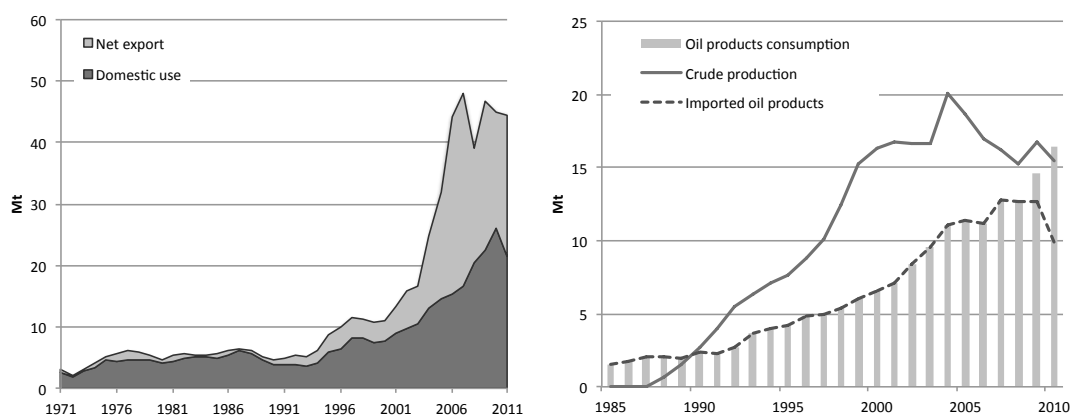 60
50
40
30
20
10
0
Mt
Net export
Domestic use
1971 1976 1981 1986 1991 1996 2001 2006 2011
25
20
15
10
5
0
Mt
Oil products consumption
Crude production
Imported oil products
1985 1990 1995 2000 2005 2010